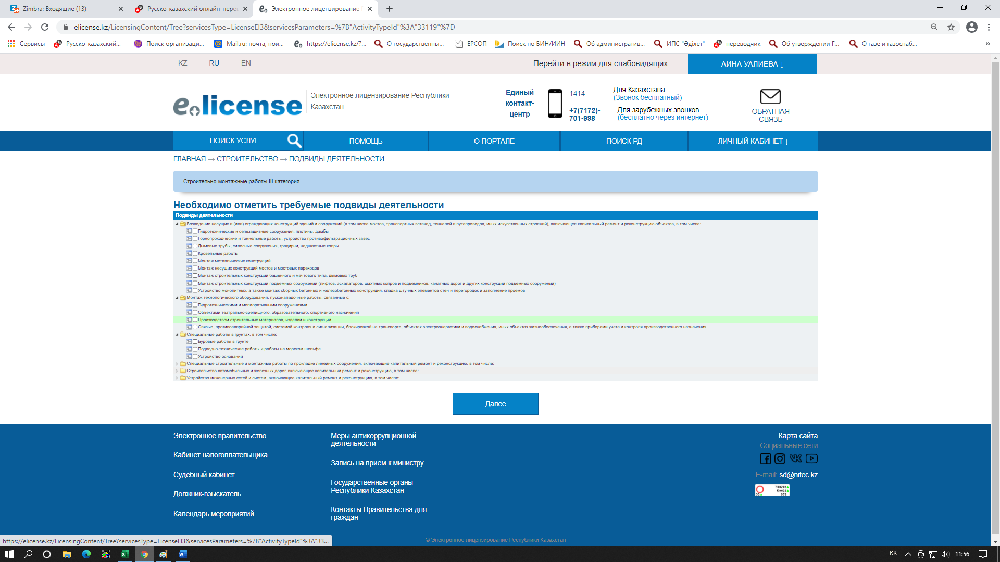 Zimbra: Входящие (13)
Русско-казахский онлайн-перев
Электронное лицензирование
elicense.kz/LicensingContent/Tree?servicesType=LicenseEl3&servicesParameters=%7B"ActivityTypeId"%3A"33119"%7D
Сервисы
Русско-казахский...
Поиск организаци...
Mail.ru: почта, пои...
https://elicense.kz/?...
О государственны...
ЕРСОП
Поиск по БИН/ИИН
Об административ...
ИПС "Әділет"
переводчик
Об утверждении Г...
О газе и газоснаб...
»
KZ RU EN
Перейти в режим для слабовидящих
АИНА УАЛИЕВА ↓
e.license
Электронное лицензирование Республики
Казахстан
Единый
контакт-
центр
1414
Для Казахстана
(Звонок бесплатный)
+7(7172)-
701-998
Для зарубежных звонков
(бесплатно через интернет)
ОБРАТНАЯ
СВЯЗЬ
ПОИСК УСЛУГ
ПОМОЩЬ
О ПОРТАЛЕ
ПОИСК РД
ЛИЧНЫЙ КАБИНЕТ ↓
ГЛАВНАЯ → СТРОИТЕЛЬСТВО → ПОДВИДЫ ДЕЯТЕЛЬНОСТИ
Строительно-монтажные работы III категория
Необходимо отметить требуемые подвиды деятельности
Подвиды деятельности
Возведение несущих и (или) ограждающих конструкций зданий и сооружений (в том числе мостов, транспортных эстакад, тоннелей и путепроводов, иных искусственных строений), включающее капитальный ремонт и реконструкцию объектов, в том числе:
Гидротехнические и селезащитные сооружения, плотины, дамбы
Горнопроходческие и тоннельные работы, устройство противофильтрационных завес
Дымовые трубы, силосные сооружения, градирни, надшахтные копры
Кровельные работы
Монтаж металлических конструкций
Монтаж несущих конструкций мостов и мостовых переходов
Монтаж строительных конструкций башенного и мачтового типа, дымовых труб
Монтаж строительных конструкций подъемных сооружений (лифтов, эскалаторов, шахтных копров и подъемников, канатных дорог и других конструкций подъемных сооружений)
Устройство монолитных, а также монтаж сборных бетонных и железобетонных конструкций, кладка штучных элементов стен и перегородок и заполнение проемов
Монтаж технологического оборудования, пусконаладочные работы, связанные с:
Гидротехническими и мелиоративными сооружениями
Объектами театрально-зрелищного, образовательного, спортивного назначения
Производством строительных материалов, изделий и конструкций
Связью, противоаварийной защитой, системой контроля и сигнализации, блокировкой на транспорте, объектах электроэнергетики и водоснабжения, иных объектах жизнеобеспечения, а также приборами учета и контроля производственного назначения
Специальные работы в грунтах, в том числе:
Буровые работы в грунте
Подводно-технические работы и работы на морском шельфе
Устройство оснований
Специальные строительные и монтажные работы по прокладке линейных сооружений, включающие капитальный ремонт и реконструкцию, в том числе:
Строительство автомобильных и железных дорог, включающее капитальный ремонт и реконструкцию, в том числе:
Устройство инженерных сетей и систем, включающее капитальный ремонт и реконструкцию, в том числе:
Далее
Электронное правительство
Кабинет налогоплательщика
Судебный кабинет
Должник-взыскатель
Календарь мероприятий
Меры антикоррупционной
деятельности
Запись на прием к министру
Государственные органы
Республики Казахстан
Контакты Правительства для
граждан
Карта сайта
Социальные сети
E-mail: sd@nitec.kz
© Электронное лицензирование Республики Казахстан
https://elicense.kz/LicensingContent/Tree?servicesType=LicenseEl3&servicesParameters=%7B"ActivityTypeId"%3A"33...
KK
11:56